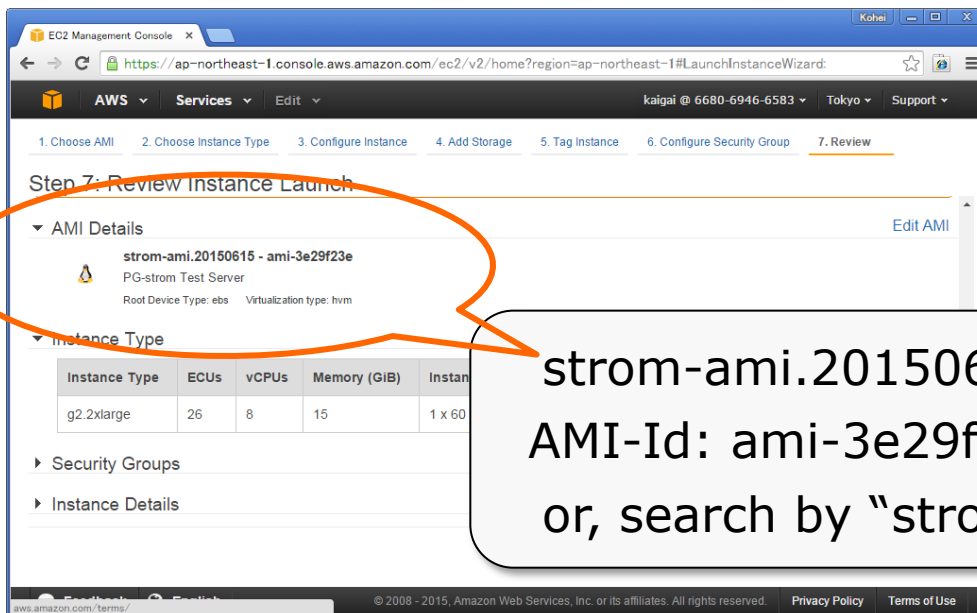 Kohei
EC2 Management Console
https://ap-northeast-1.console.aws.amazon.com/ec2/v2/home?region=ap-northeast-1#LaunchInstanceWizard:
AWS Services Edit kaigai @ 6680-6946-6583 Tokyo Support
1. Choose AMI 2. Choose Instance Type 3. Configure Instance 4. Add Storage 5. Tag Instance 6. Configure Security Group 7. Review
Step 7: Review Instance Launch
AMI Details Edit AMI
strom-ami.20150615 - ami-3e29f23e
PG-strom Test Server
Root Device Type: ebs Virtualization type: hvm
Instance Type
Instance Type ECUs vCPUs Memory (GiB) Instan
g2.2xlarge 26 8 15 1 x 60
strom-ami.201506
AMI-Id: ami-3e29f
or, search by “stro
Security Groups
Instance Details
Feedback English © 2008 - 2015, Amazon Web Services, Inc. or its affiliates. All rights reserved. Privacy Policy Terms of Use
aws.amazon.com/terms/